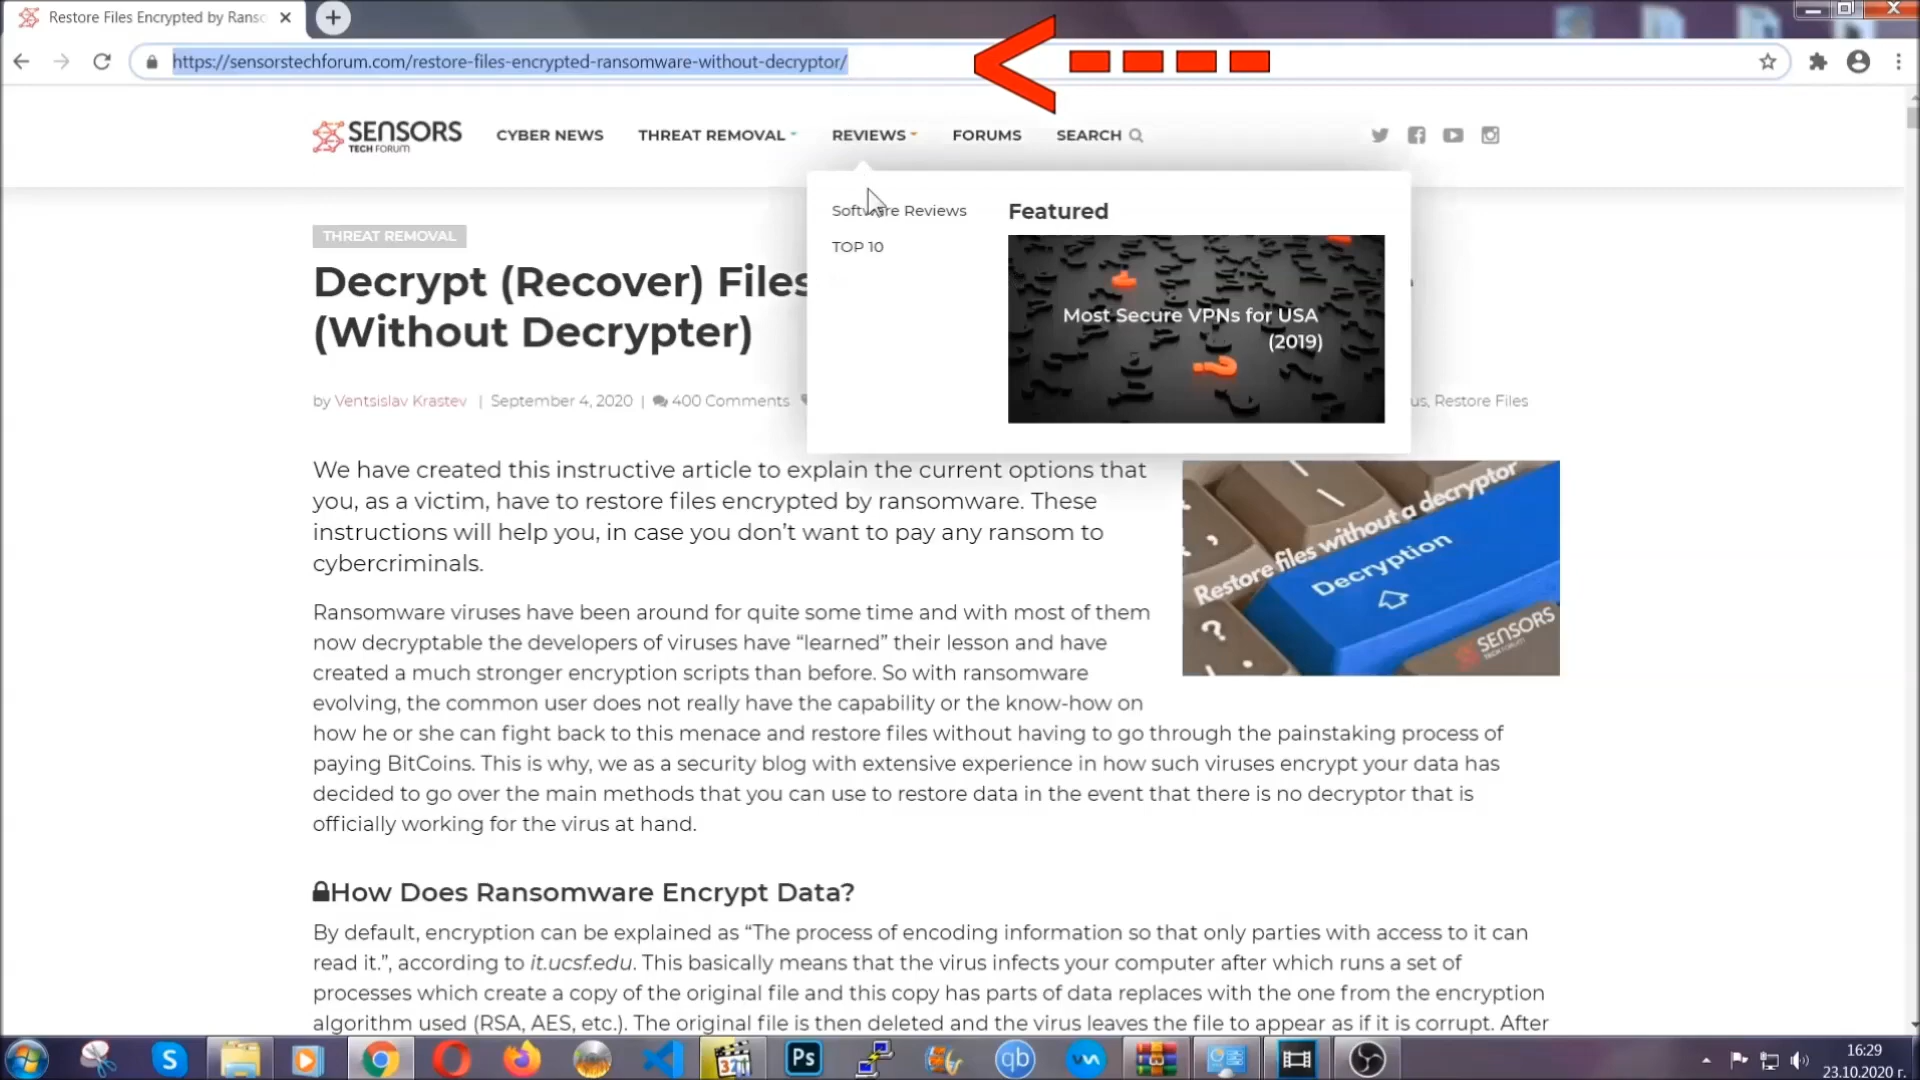 Restore Files Encrypted by Ranso
https://sensorstechforum.com/restore-files-encrypted-ransomware-without-decryptor/
SENSORS
TECH FORUM
CYBER NEWS
THREAT REMOVAL
REVIEWS
FORUMS
SEARCH
Software Reviews
TOP 10
Featured
Most Secure VPNs for USA
(2019)
THREAT REMOVAL
Decrypt (Recover) Files
(Without Decrypter)
by Ventsislav Krastev | September 4, 2020 | 400 Comments
us, Restore Files
We have created this instructive article to explain the current options that
you, as a victim, have to restore files encrypted by ransomware. These
instructions will help you, in case you don’t want to pay any ransom to
cybercriminals.
Restore files without a decryptor
Decryption
SENSORS
Ransomware viruses have been around for quite some time and with most of them
now decryptable the developers of viruses have “learned” their lesson and have
created a much stronger encryption scripts than before. So with ransomware
evolving, the common user does not really have the capability or the know-how on
how he or she can fight back to this menace and restore files without having to go through the painstaking process of
paying BitCoins. This is why, we as a security blog with extensive experience in how such viruses encrypt your data has
decided to go over the main methods that you can use to restore data in the event that there is no decryptor that is
officially working for the virus at hand.
How Does Ransomware Encrypt Data?
By default, encryption can be explained as “The process of encoding information so that only parties with access to it can
read it.”, according to it.ucsf.edu. This basically means that the virus infects your computer after which runs a set of
processes which create a copy of the original file and this copy has parts of data replaces with the one from the encryption
algorithm used (RSA, AES, etc.). The original file is then deleted and the virus leaves the file to appear as if it is corrupt. After
S
321
Ps
qb
16:29
23.10.2020 г.